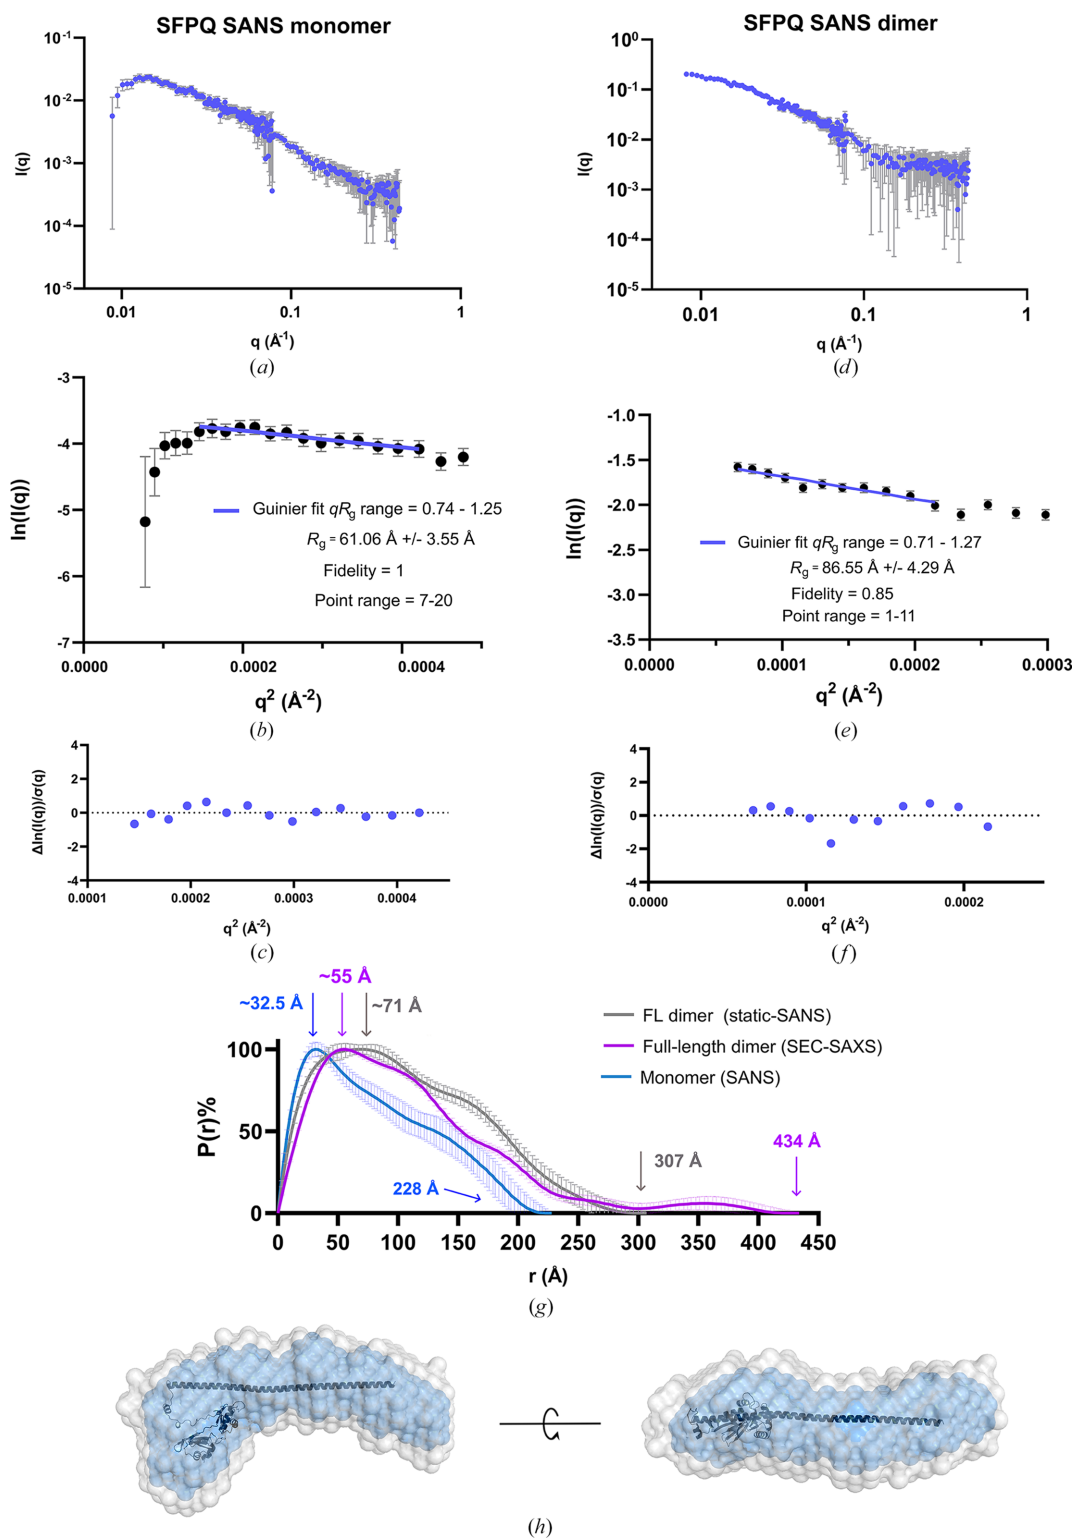 SFPQ SANS monomer
10-1
10-2
10-3
10-4
10-5
I(q)
0.01 0.1 1
q (Å-1)
(a)
SFPQ SANS dimer
100
10-1
10-2
10-3
10-4
10-5
I(q)
0.01 0.1 1
q (Å-1)
(d)
-3
-4
-5
-6
-7
ln(I(q))
Guinier fit qRg range = 0.74 - 1.25
Rg = 61.06 Å +/- 3.55 Å
Fidelity = 1
Point range = 7-20
0.0000 0.0002 0.0004
q2 (Å-2)
(b)
-1.0
-1.5
-2.0
-2.5
-3.0
-3.5
ln(I(q))
Guinier fit qRg range = 0.71 - 1.27
Rg = 86.55 Å +/- 4.29 Å
Fidelity = 0.85
Point range = 1-11
0.0000 0.0001 0.0002 0.0003
q2 (Å-2)
(e)
4
2
0
-2
-4
Δln(I(q))/σ(q)
0.0001 0.0002 0.0003 0.0004
q2 (Å-2)
(c)
4
2
0
-2
-4
Δln(I(q))/σ(q)
0.0000 0.0001 0.0002
q2 (Å-2)
(f)
~55 Å
~32.5 Å
~71 Å
FL dimer (static-SANS)
Full-length dimer (SEC-SAXS)
Monomer (SANS)
100
50
0
P(r)%
228 Å
307 Å
434 Å
0 50 100 150 200 250 300 350 400 450
r (Å)
(g)
(h)